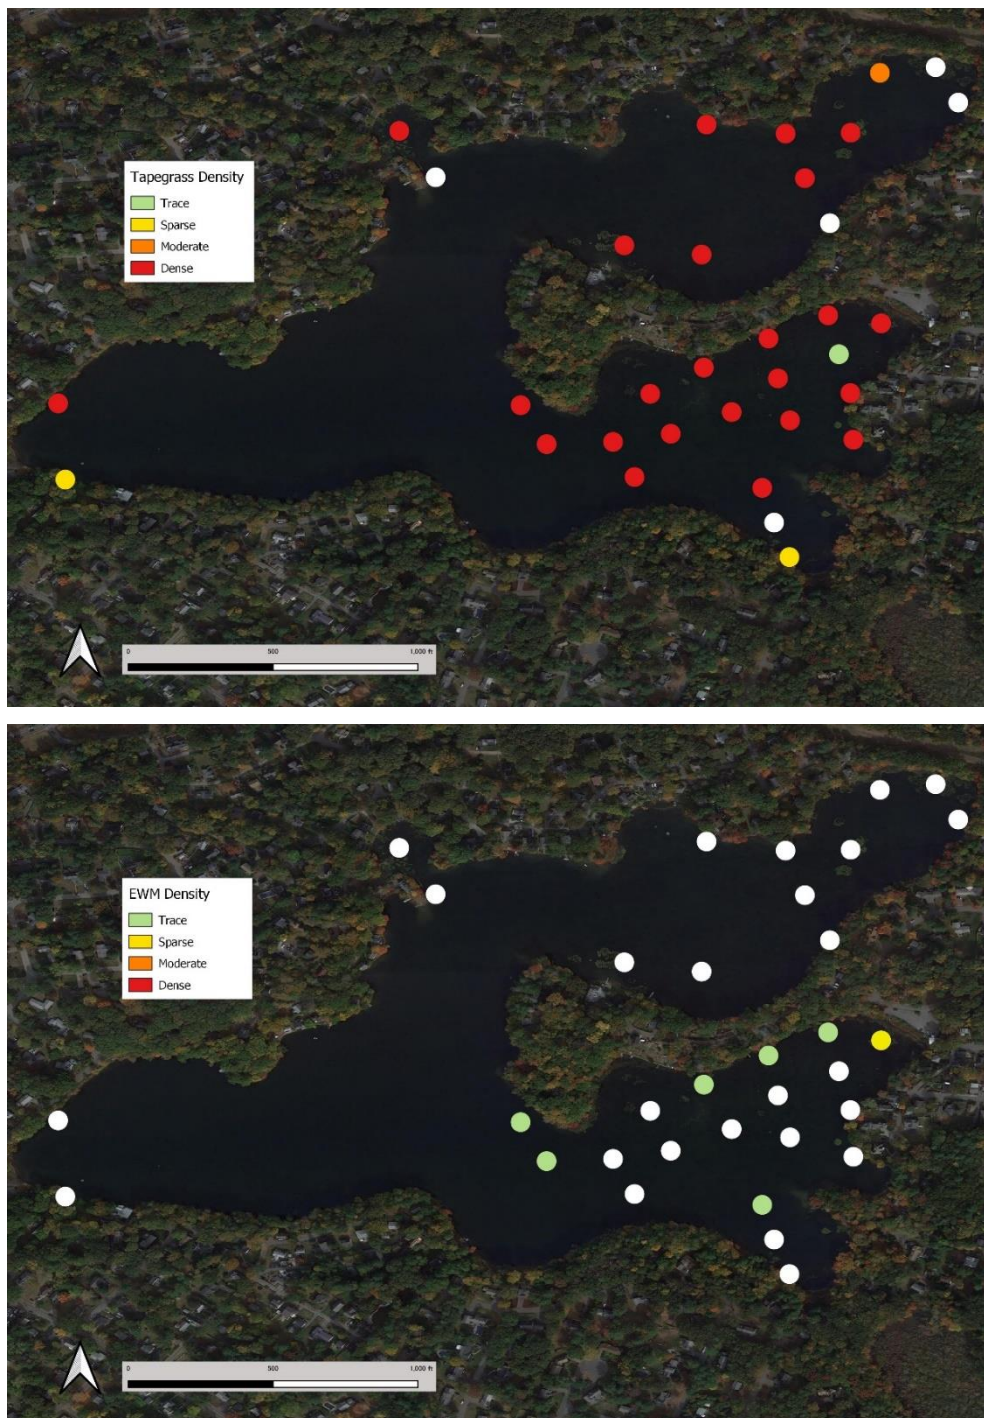 Tapegrass Density
Trace
Sparse
Moderate
Dense
0 500 1,000 ft
EWM Density
Trace
Sparse
Moderate
Dense
0 500 1,000 ft